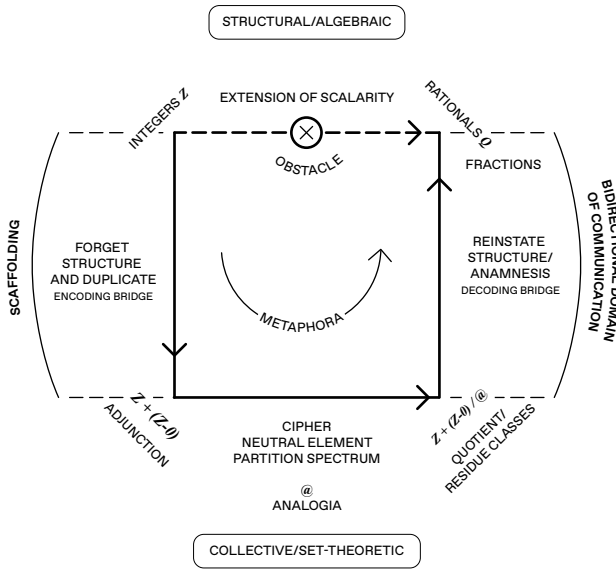 STRUCTURAL/ALGEBRAIC
EXTENSION OF SCALARITY
INTEGERS Z
OBSTACLE
RATIONALS Q
FRACTIONS
SCAFFOLDING
FORGET
STRUCTURE
AND DUPLICATE
ENCODING BRIDGE
METAPHORA
REINSTATE
STRUCTURE/
ANAMNESIS
DECODING BRIDGE
BIDIRECTIONAL DOMAIN
OF COMMUNICATION
Z + (Z-0)
ADJUNCTION
CIPHER
NEUTRAL ELEMENT
PARTITION SPECTRUM
@
ANALOGIA
Z + (Z-0) / @
QUOTIENT/
RESIDUE CLASSES
COLLECTIVE/SET-THEORETIC